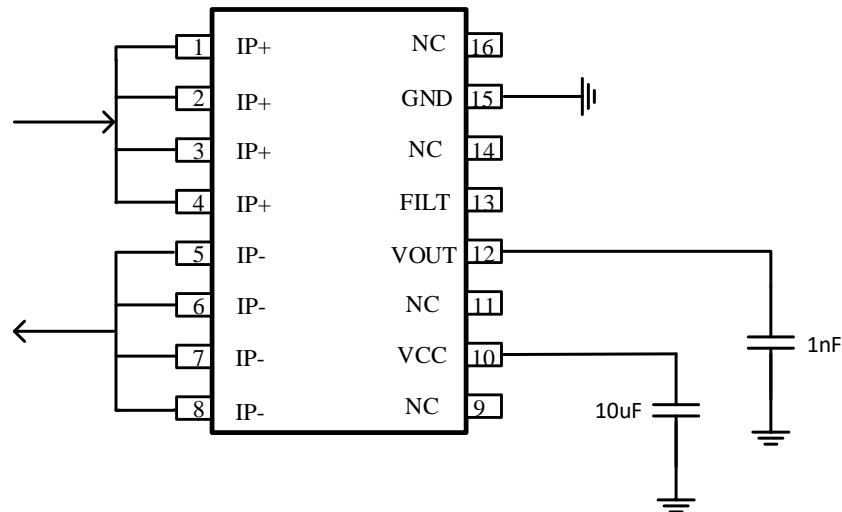 1 IP+ NC 16
2 IP+ GND 15
3 IP+ NC 14
4 IP+ FILT 13
5 IP- VOUT 12
6 IP- NC 11
7 IP- VCC 10
8 IP- NC 9
1nF
10uF